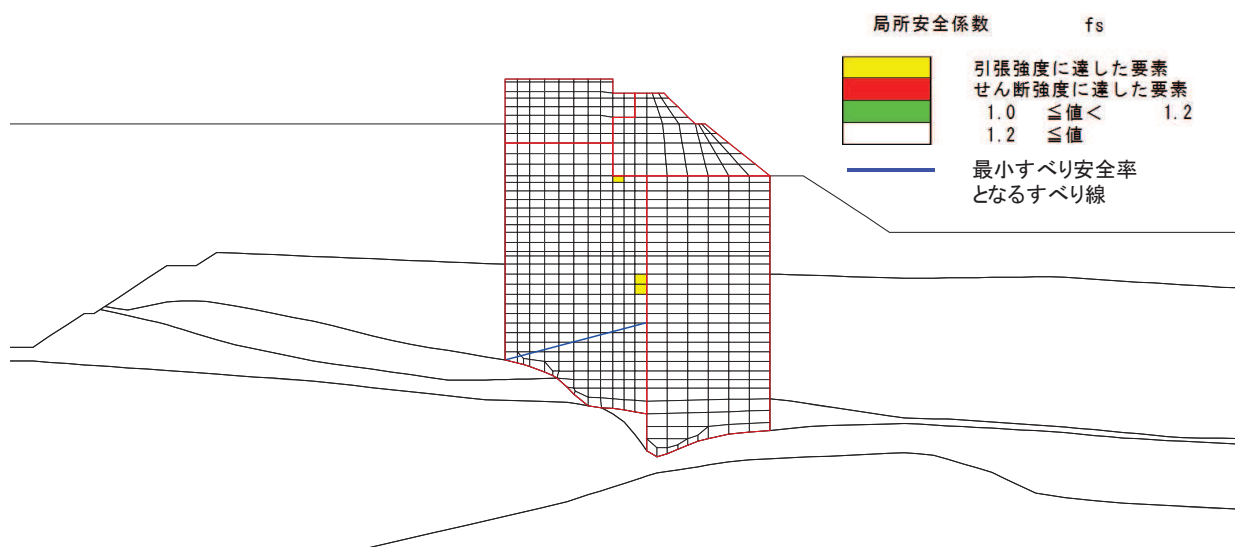 局所安全係数 fs
引張強度に達した要素
せん断強度に達した要素
1.0 ≦値< 1.2
1.2 ≦値
最小すべり安全率
となるすべり線